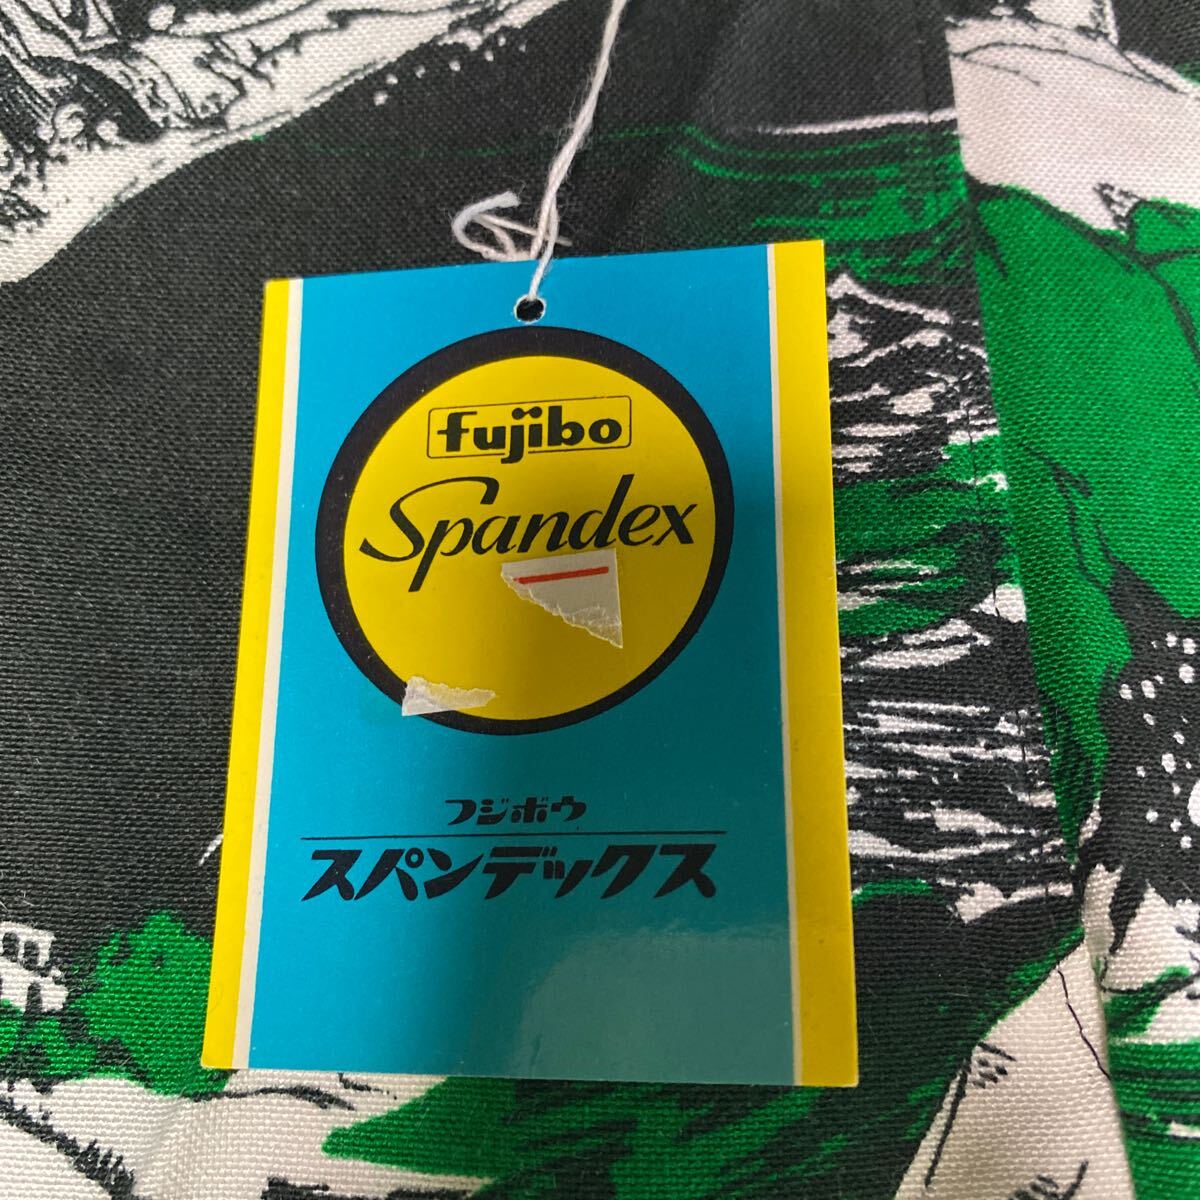 fujibo
Spandex
フジボウ
スパンデックス